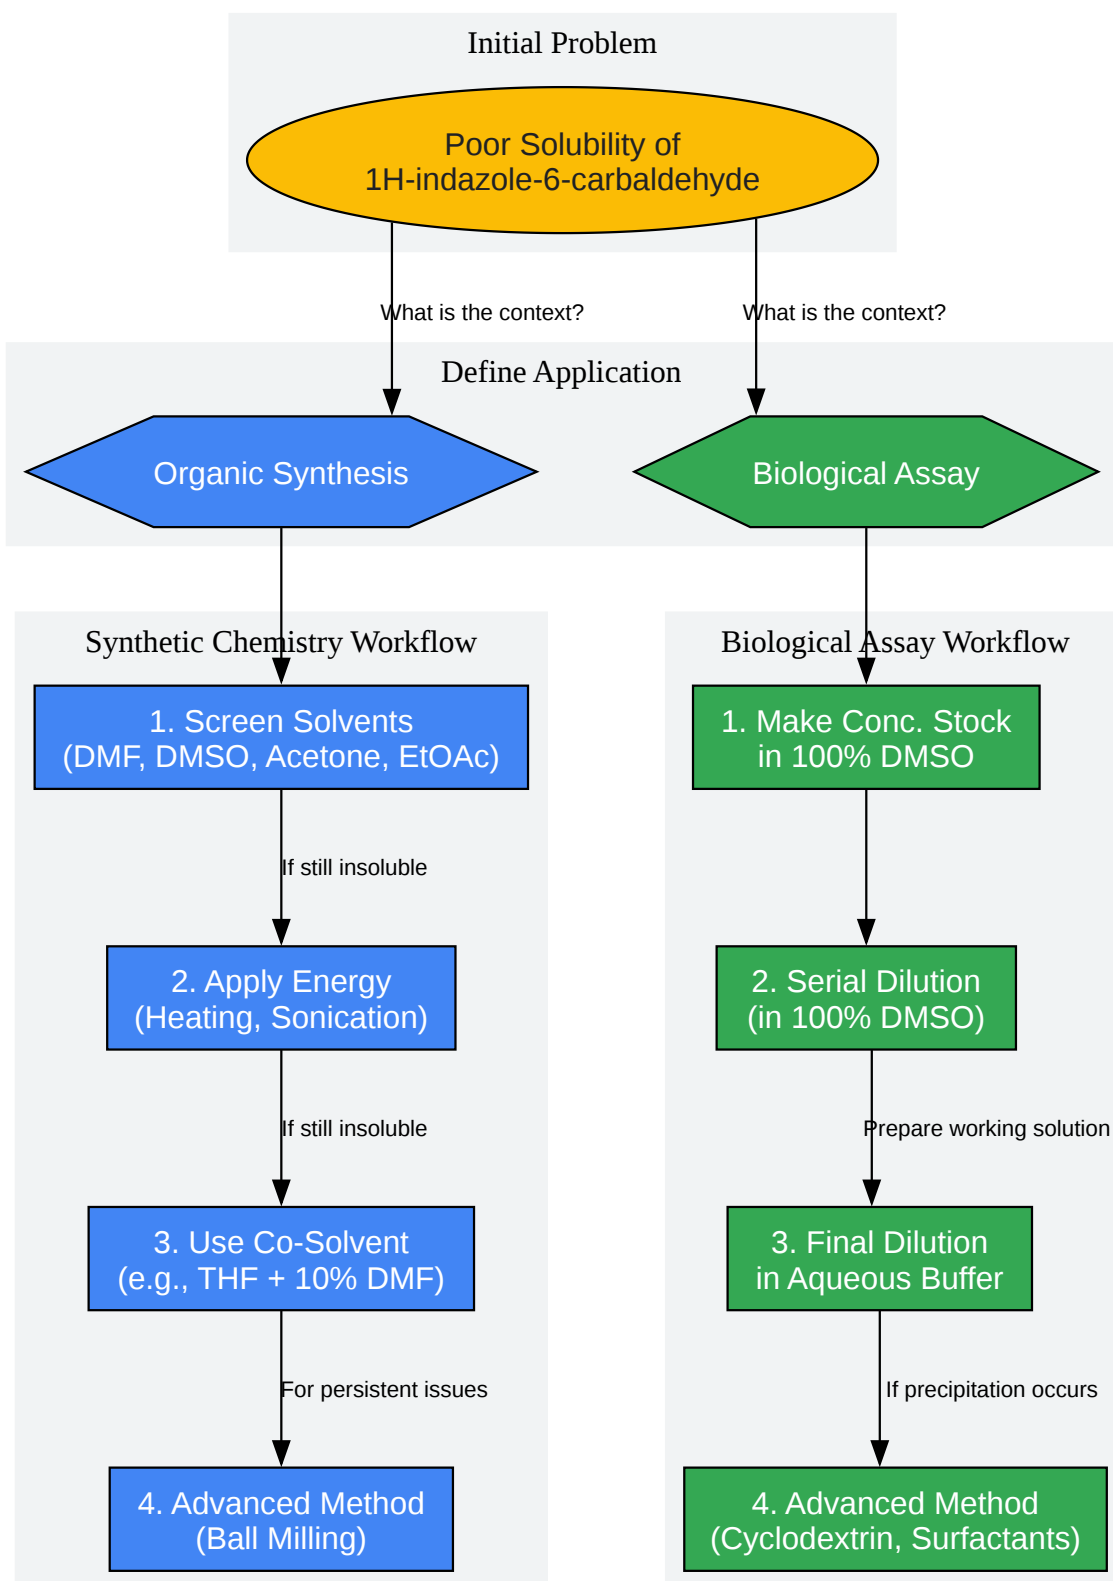 Initial Problem
Poor Solubility of
1H-indazole-6-carbaldehyde
What is the context?
What is the context?
Define Application
Organic Synthesis
Biological Assay
Synthetic Chemistry Workflow
1. Screen Solvents
(DMF, DMSO, Acetone, EtOAc)
If still insoluble
2. Apply Energy
(Heating, Sonication)
If still insoluble
3. Use Co-Solvent
(e.g., THF + 10% DMF)
For persistent issues
4. Advanced Method
(Ball Milling)
Biological Assay Workflow
1. Make Conc. Stock
in 100% DMSO
2. Serial Dilution
(in 100% DMSO)
Prepare working solution
3. Final Dilution
in Aqueous Buffer
If precipitation occurs
4. Advanced Method
(Cyclodextrin, Surfactants)